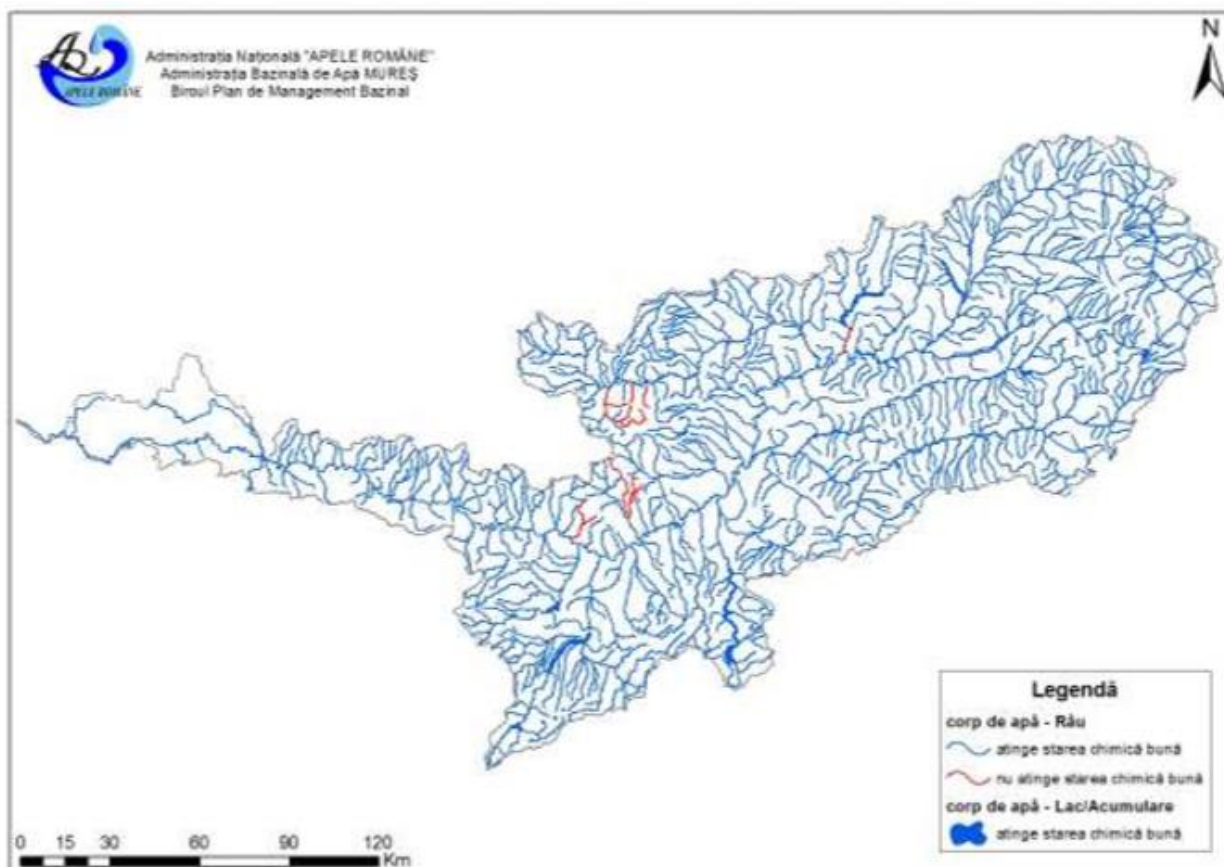 APELE ROMÂNE
Administrația Națională "APELE ROMÂNE"
Administrația Bazinală de Apă MUREȘ
Biroul Plan de Management Bazinal
N
Legendă
corp de apă - Râu
atinge starea chimică bună
nu atinge starea chimică bună
corp de apă - Lac/Acumulare
atinge starea chimică bună
0 15 30 60 90 120
Km